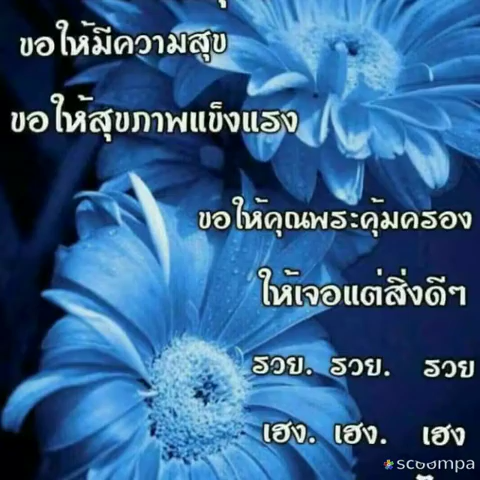 ขอให้มีความสุข
ขอให้สุขภาพแข็งแรง
ขอให้คุณพระคุ้มครอง
ให้เจอแต่สิ่งดีๆ
รวย. รวย. รวย
เฮง. เฮง. เฮง
scoompa